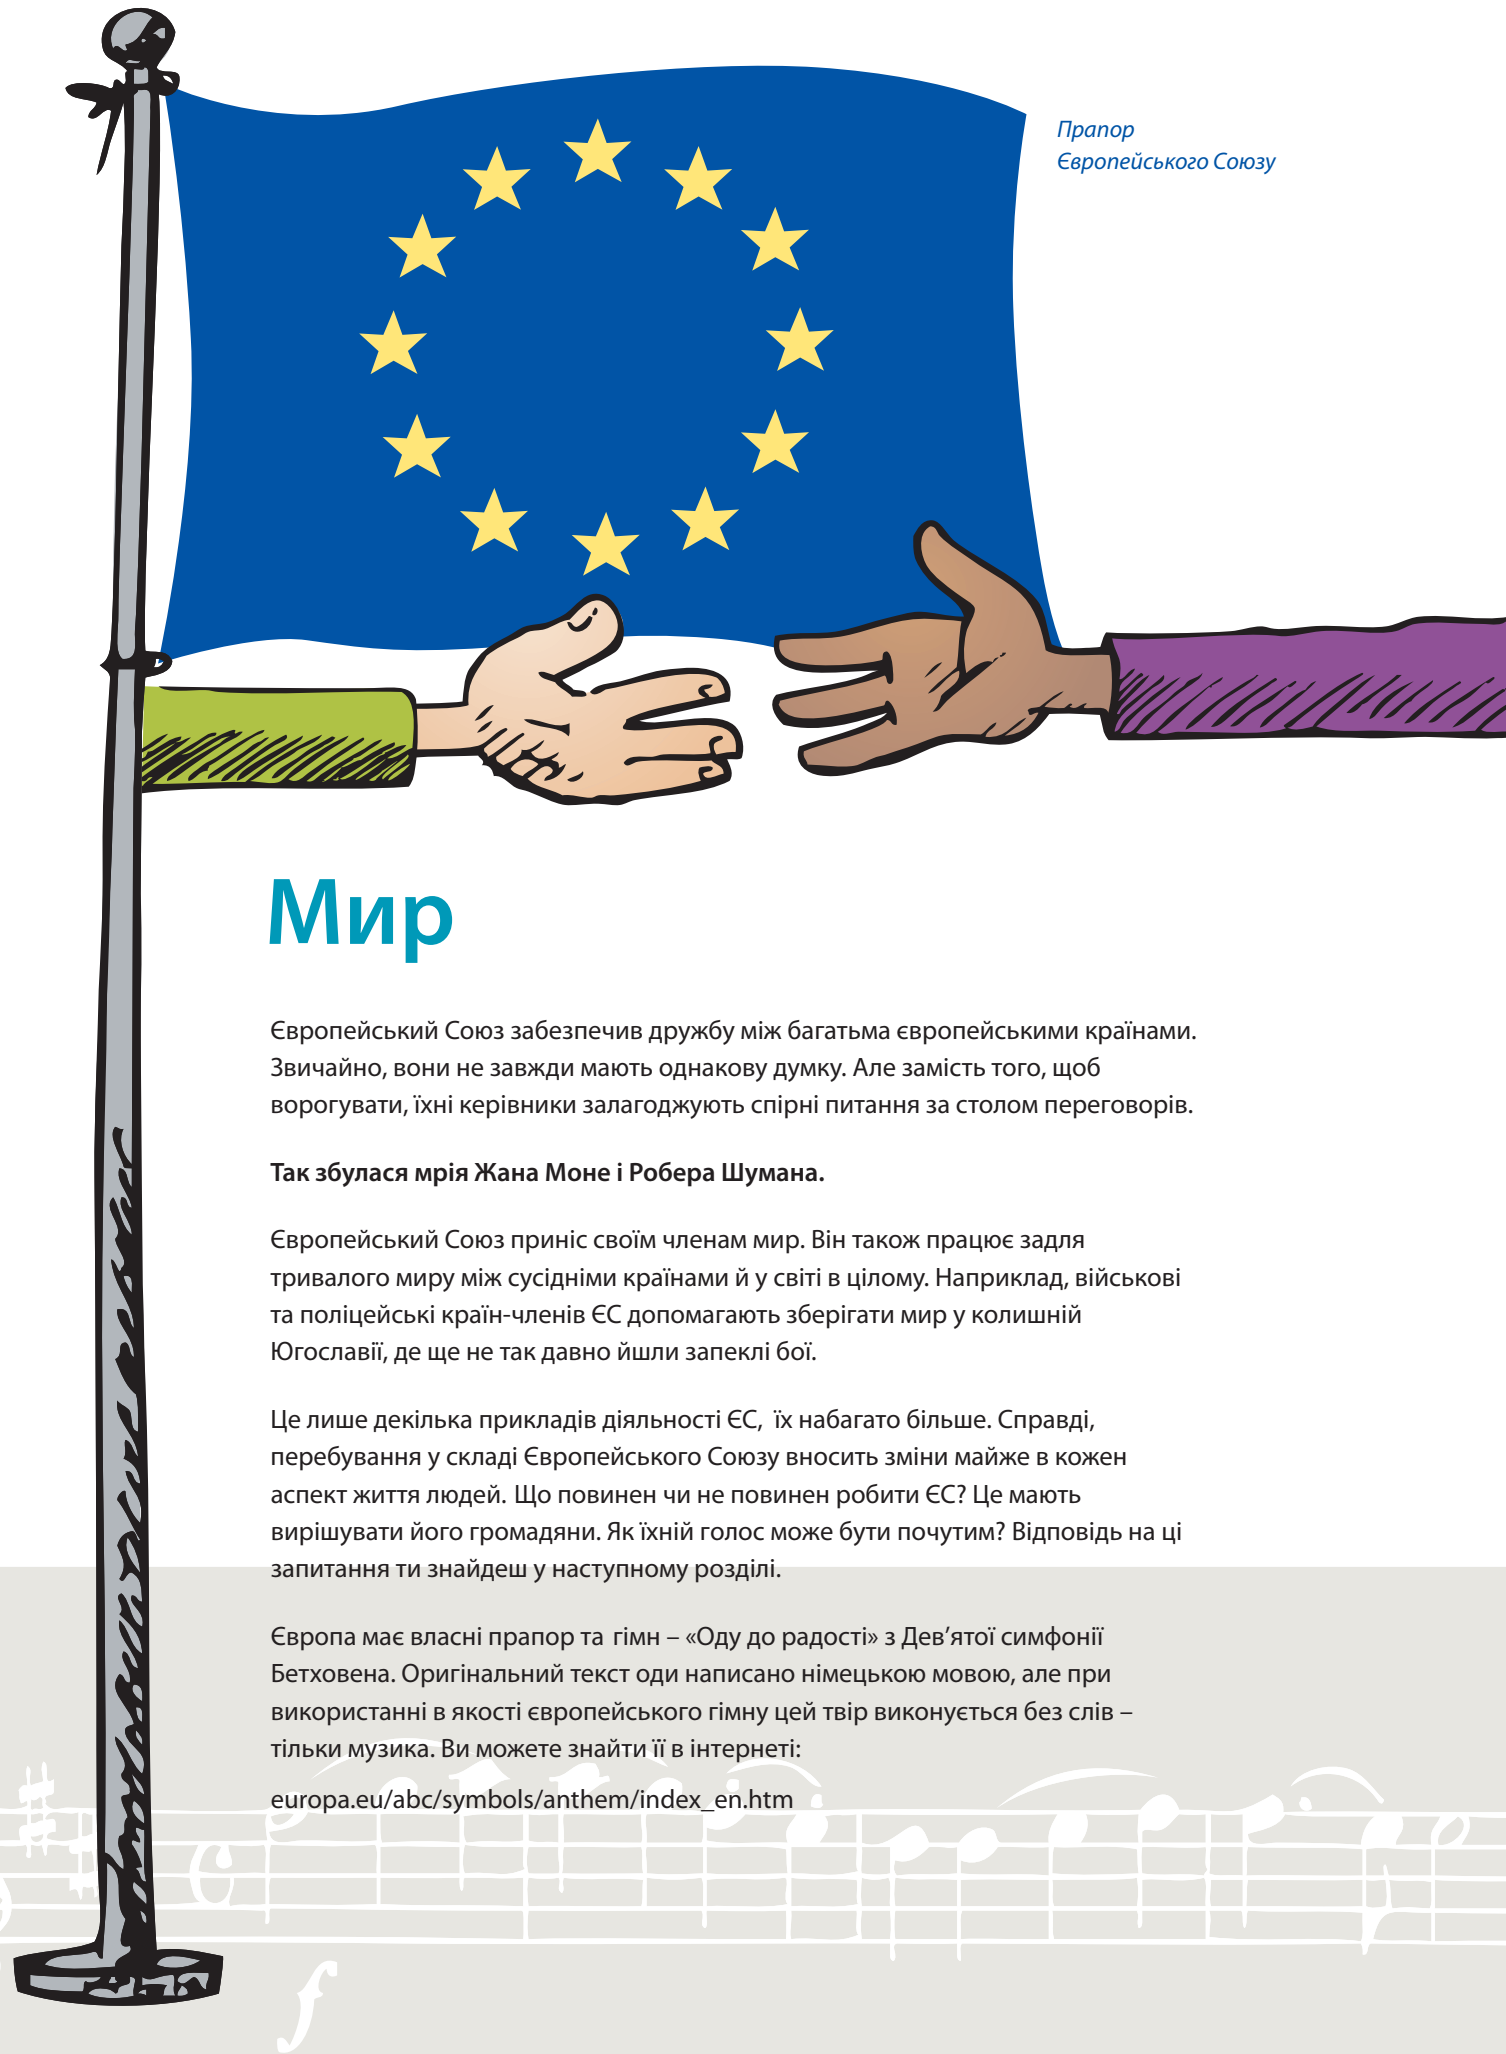 Прапор
Європейського Союзу
Мир
Європейський Союз забезпечив дружбу між багатьма європейськими країнами.
Звичайно, вони не завжди мають однакову думку. Але замість того, щоб
ворогувати, їхні керівники залагоджують спірні питання за столом переговорів.
Так збулася мрія Жана Моне і Робера Шумана.
Європейський Союз приніс своїм членам мир. Він також працює задля
тривалого миру між сусідніми країнами й у світі в цілому. Наприклад, військові
та поліцейські країн-членів ЄС допомагають зберігати мир у колишній
Югославії, де ще не так давно йшли запеклі бої.
Це лише декілька прикладів діяльності ЄС,  їх набагато більше. Справді,
перебування у складі Європейського Союзу вносить зміни майже в кожен
аспект життя людей. Що повинен чи не повинен робити ЄС? Це мають
вирішувати його громадяни. Як їхній голос може бути почутим? Відповідь на ці
запитання ти знайдеш у наступному розділі.
Європа має власні прапор та гімн – «Оду до радості» з Дев’ятої симфонії
Бетховена. Оригінальний текст оди написано німецькою мовою, але при
використанні в якості європейського гімну цей твір виконується без слів –
тільки музика. Ви можете знайти її в інтернеті:
europa.eu/abc/symbols/anthem/index_en.htm
f